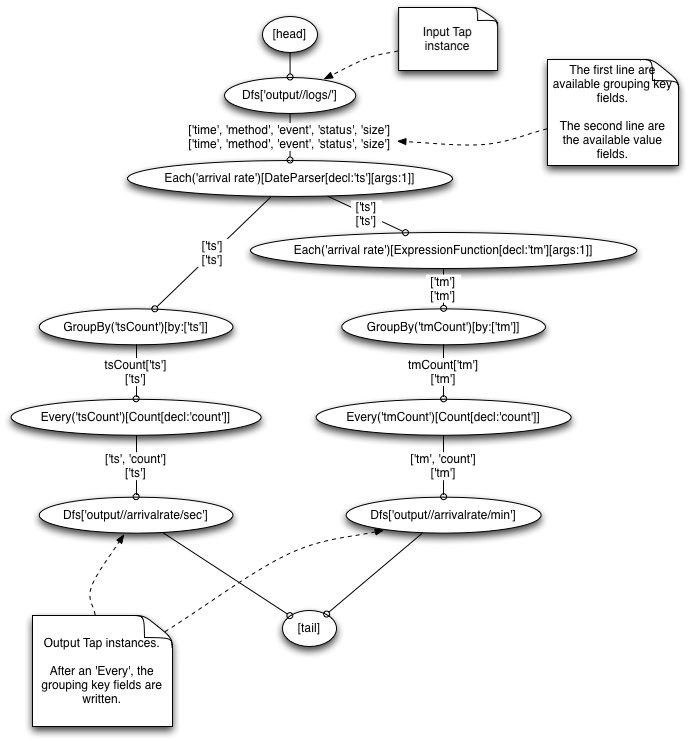 [head]
Input Tap
instance
Dfs['output//logs/']
The first line are
available grouping key
fields.
The second line are
the available value
fields.
['time', 'method', 'event', 'status', 'size']
['time', 'method', 'event', 'status', 'size']
Each('arrival rate')[DateParser[decl:'ts'][args:1]]
['ts']
['ts']
['ts']
['ts']
Each('arrival rate')[ExpressionFunction[decl:'tm'][args:1]]
['tm']
['tm']
GroupBy('tsCount')[by:['ts']]
GroupBy('tmCount')[by:['tm']]
tsCount['ts']
['ts']
tmCount['tm']
['tm']
Every('tsCount')[Count[decl:'count']]
Every('tmCount')[Count[decl:'count']]
['ts', 'count']
['ts']
['tm', 'count']
['tm']
Dfs['output//arrivalrate/sec']
Dfs['output//arrivalrate/min']
[tail]
Output Tap instances.
After an 'Every', the
grouping key fields are
written.